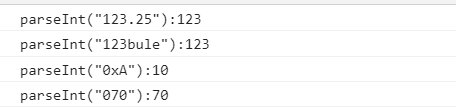 parseInt("123.25"):123
parseInt("123bule"):123
parseInt("0xA"):10
parseInt("070"):70